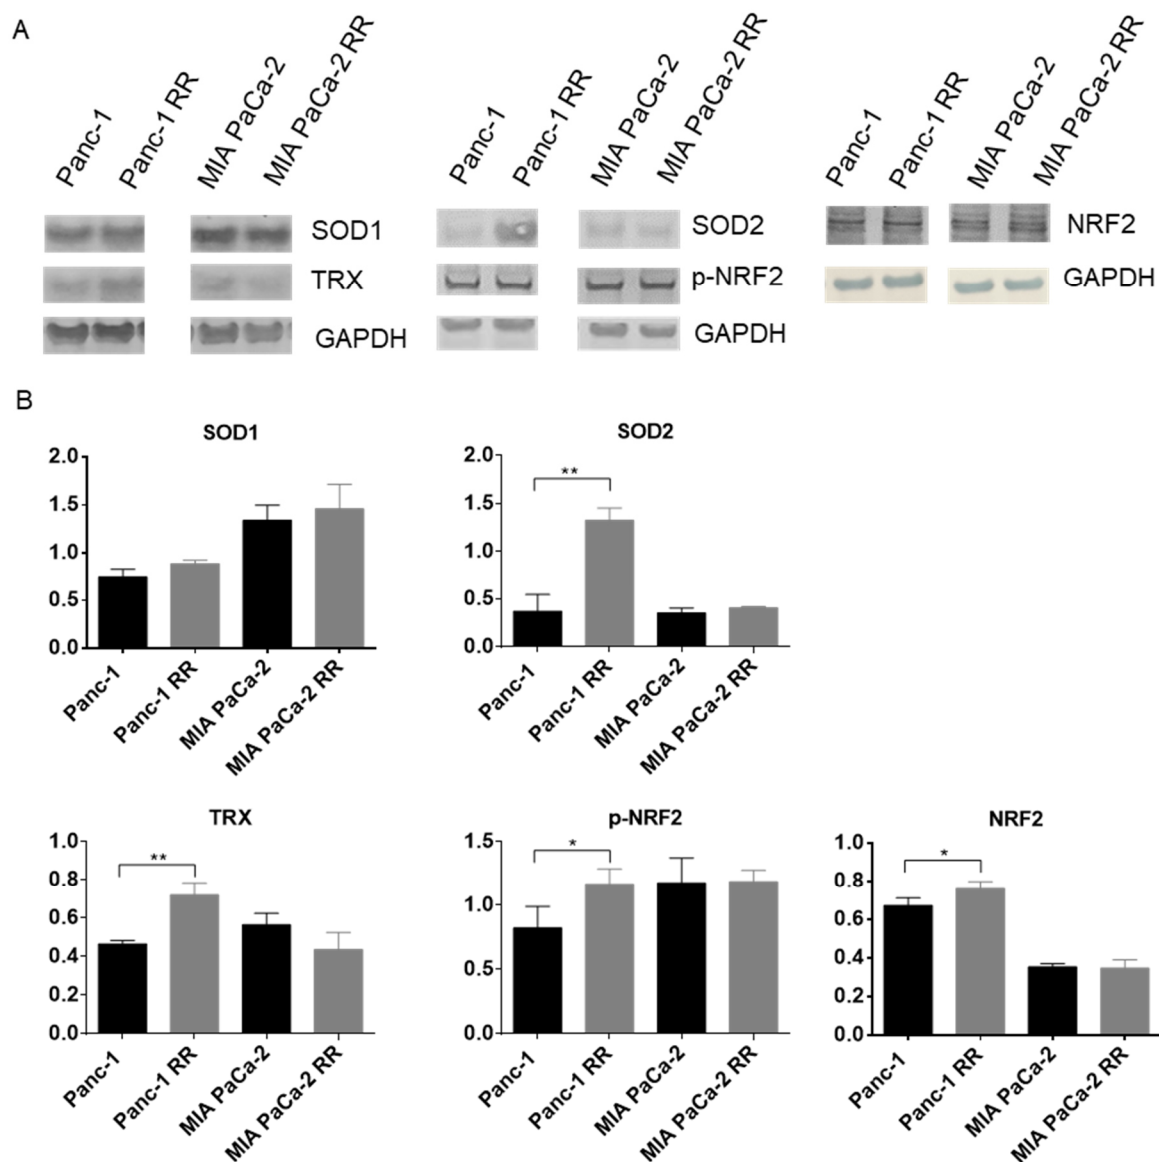 A
Panc-1
Panc-1 RR
MIA PaCa-2
MIA PaCa-2 RR
SOD1
TRX
GAPDH
Panc-1
Panc-1 RR
MIA PaCa-2
MIA PaCa-2 RR
SOD2
p-NRF2
GAPDH
Panc-1
Panc-1 RR
MIA PaCa-2
MIA PaCa-2 RR
NRF2
GAPDH
B
SOD1
2.0
1.5
1.0
0.5
0.0
Panc-1
Panc-1 RR
MIA PaCa-2
MIA PaCa-2 RR
SOD2
2.0
1.5
1.0
0.5
0.0
**
Panc-1
Panc-1 RR
MIA PaCa-2
MIA PaCa-2 RR
TRX
1.0
0.8
0.6
0.4
0.2
0.0
**
Panc-1
Panc-1 RR
MIA PaCa-2
MIA PaCa-2 RR
p-NRF2
1.5
1.0
0.5
0.0
*
Panc-1
Panc-1 RR
MIA PaCa-2
MIA PaCa-2 RR
NRF2
1.0
0.8
0.6
0.4
0.2
0.0
*
Panc-1
Panc-1 RR
MIA PaCa-2
MIA PaCa-2 RR